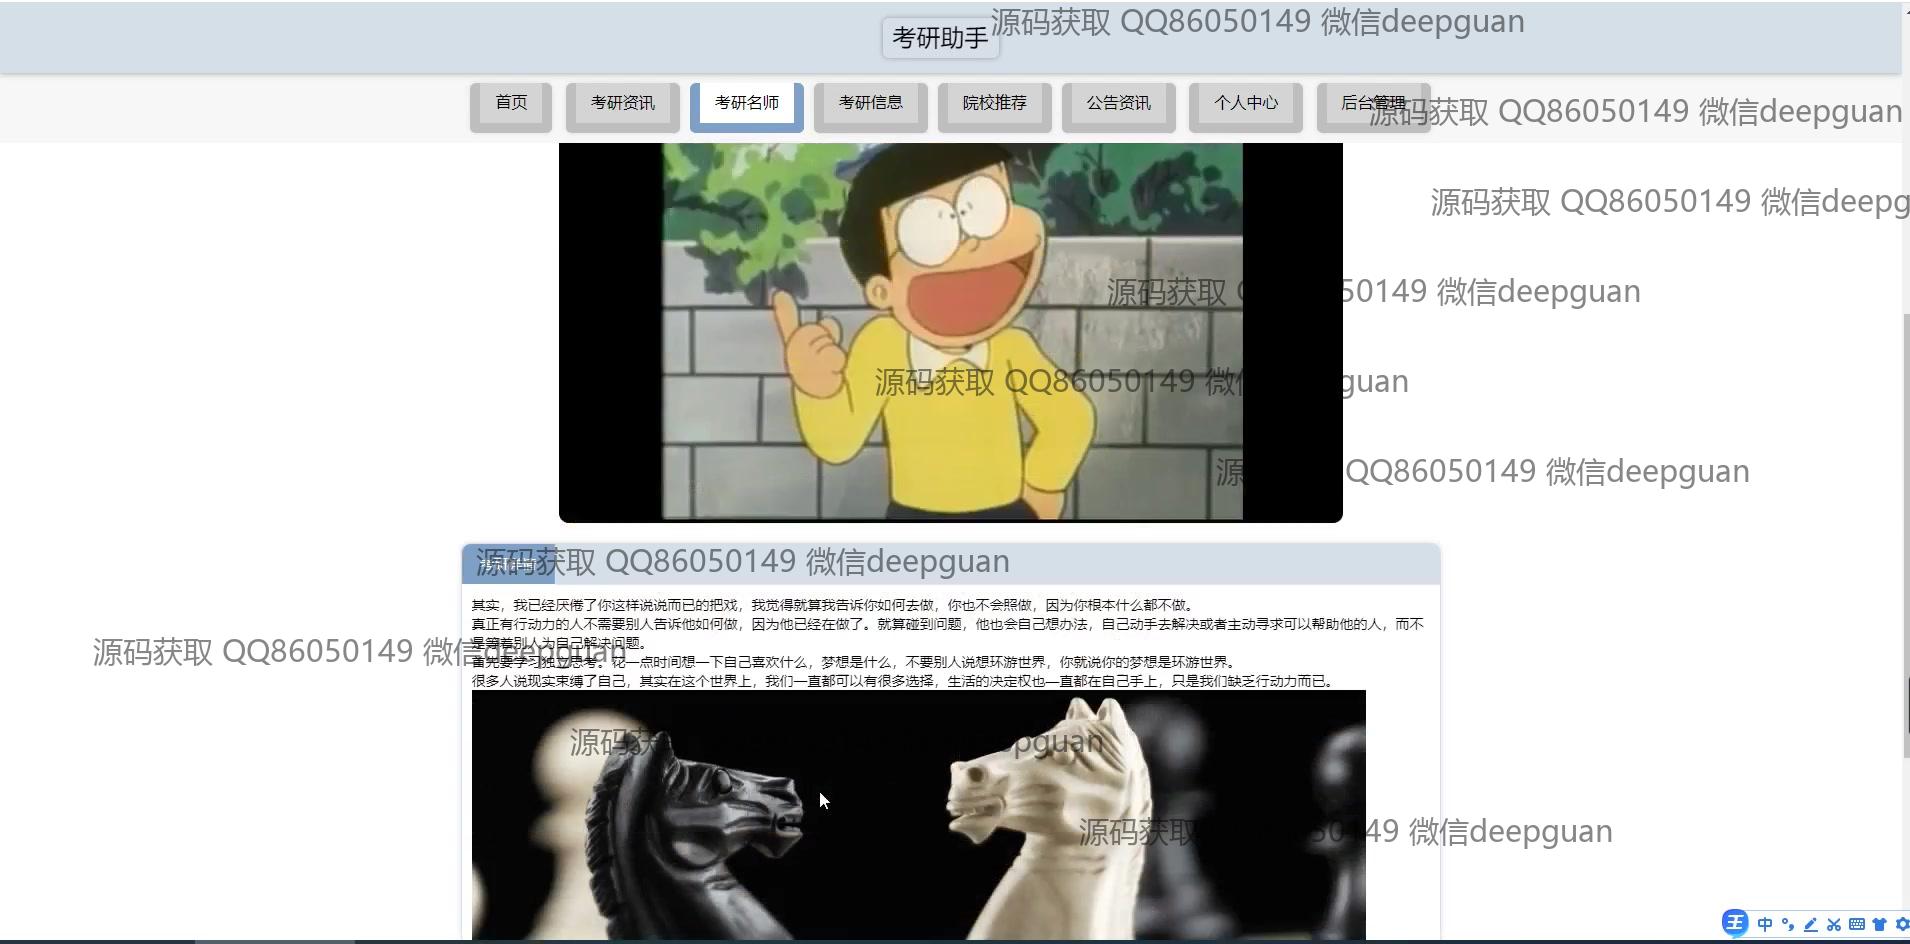 考研助手
源码获取 QQ86050149 微信deepguan
首页 考研资讯 考研名师 考研信息 院校推荐 公告资讯 个人中心 后台管理
源码获取 QQ86050149 微信deepguan
源码获取 QQ86050149 微信deepg
源码获取 50149 微信deepguan
源码获取 QQ86050149 微 guan
源 QQ86050149 微信deepguan
源码获取 QQ86050149 微信deepguan
其实，我已经厌倦了你这样说说而已的把戏，我觉得就算我告诉你如何去做，你也不会照做，因为你根本什么都不做。
真正有行动力的人不需要别人告诉他如何做，因为他已经在做了。就算碰到问题，他也会自己想办法，自己动手去解决或者主动寻求可以帮助他的人，而不
是等着别人为自己解决问题。
源码获取 QQ86050149 微信deepguan
首先要学习独立思考。花一点时间想一下自己喜欢什么，梦想是什么，不要别人说想环游世界，你就说你的梦想是环游世界。
很多人说现实束缚了自己，其实在这个世界上，我们一直都可以有很多选择，生活的决定权也一直都在自己手上，只是我们缺乏行动力而已。
源码获 epguan
源码获取 50149 微信deepguan
王 中